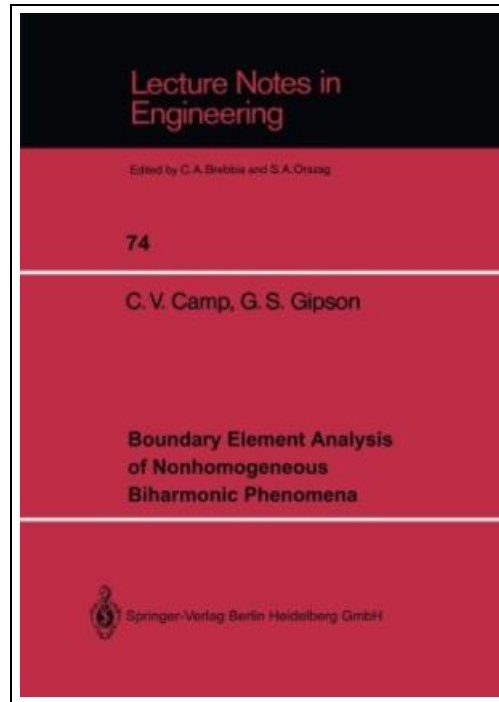 Lecture Notes in
Engineering
Edited by C. A. Brebbia and S. A. Orszag
74
C. V. Camp, G. S. Gipson
Boundary Element Analysis
of Nonhomogeneous
Biharmonic Phenomena
Springer-Verlag Berlin Heidelberg GmbH